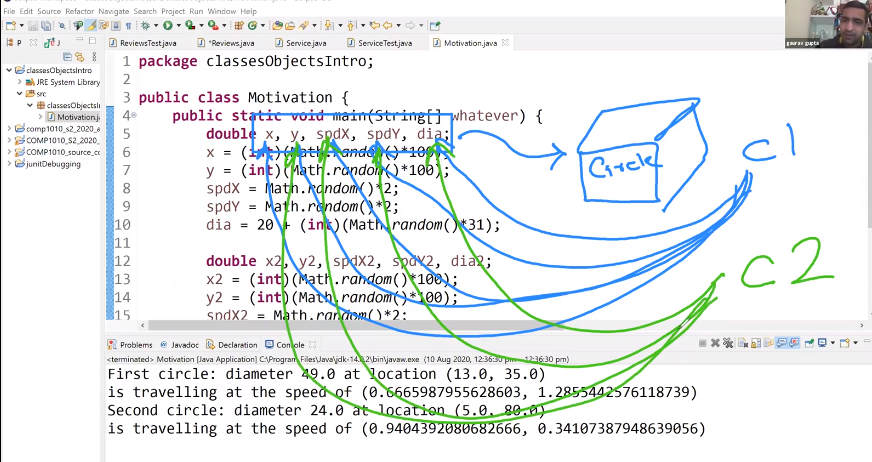 File Edit Source Refactor Navigate Search Project Run Window Help
ReviewsTest.java *Reviews.java Service.java ServiceTest.java Motivation.java
gaurav gupta
classesObjectsIntro
JRE System Library
src
classesObjects
Motivation.j
comp1010_s2_2020_
COMP1010_S2_2020_
COMP1010_source_cc
junitDebugging
1 package classesObjectsIntro;
2
3 public class Motivation {
4 public static void main(String[] whatever) {
5 double x, y, spdX, spdY, dia;
6 x = (int)(Math.random()*100);
7 y = (int)(Math.random()*100);
8 spdX = Math.random()*2;
9 spdY = Math.random()*2;
10 dia = 20 + (int)(Math.random()*31);
11
12 double x2, y2, spdX2, spdY2, dia2;
13 x2 = (int)(Math.random()*100);
14 y2 = (int)(Math.random()*100);
15 spdX2 = Math.random()*2;
Circle
C1
C2
Problems Javadoc Declaration Console
<terminated> Motivation [Java Application] C:\Program Files\Java\jdk-14.0.2\bin\javaw.exe (10 Aug 2020, 12:36:30 PM – 12:36:30 PM)
First circle: diameter 49.0 at location (13.0, 35.0)
is travelling at the speed of (0.6665987955628603, 1.2855442576118739)
Second circle: diameter 24.0 at location (5.0, 80.0)
is travelling at the speed of (0.9404392080682666, 0.34107387948639056)